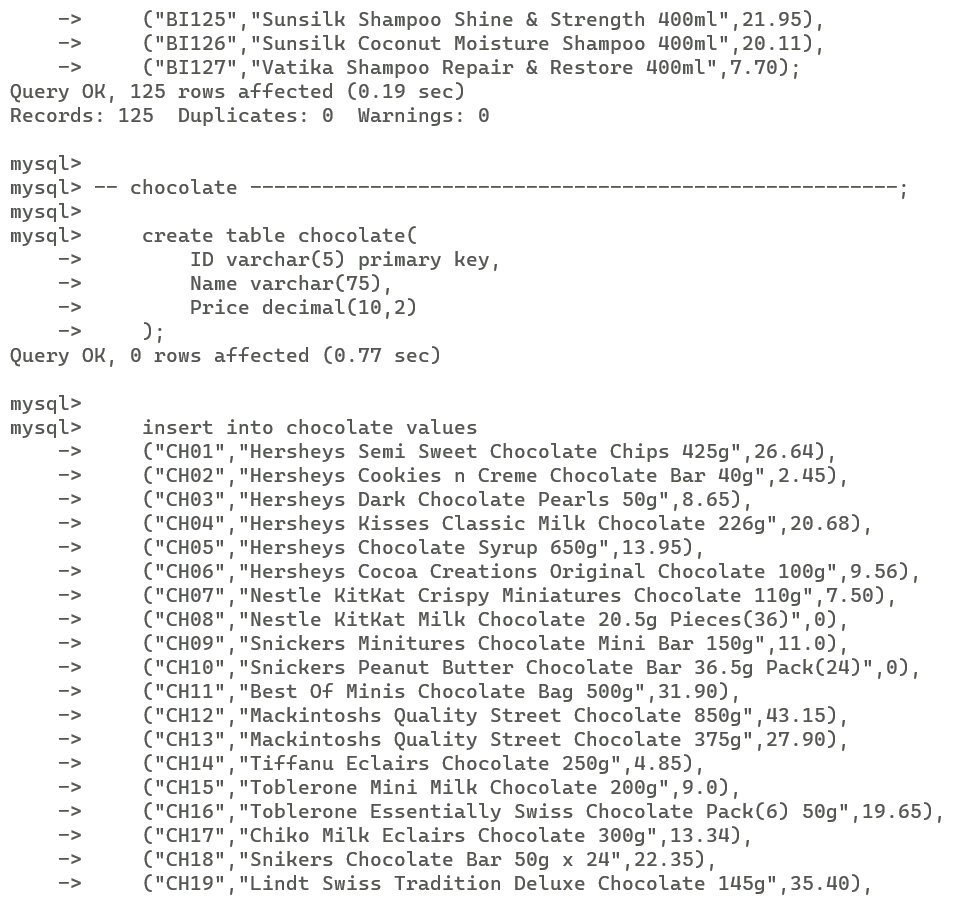 ->     ("BI125","Sunsilk Shampoo Shine & Strength 400ml",21.95),
    ->     ("BI126","Sunsilk Coconut Moisture Shampoo 400ml",20.11),
    ->     ("BI127","Vatika Shampoo Repair & Restore 400ml",7.70);
Query OK, 125 rows affected (0.19 sec)
Records: 125  Duplicates: 0  Warnings: 0

mysql>
mysql> -- chocolate ------------------------------------------------------;
mysql>
mysql>     create table chocolate(
    ->         ID varchar(5) primary key,
    ->         Name varchar(75),
    ->         Price decimal(10,2)
    ->     );
Query OK, 0 rows affected (0.77 sec)

mysql>
mysql>     insert into chocolate values
    ->     ("CH01","Hersheys Semi Sweet Chocolate Chips 425g",26.64),
    ->     ("CH02","Hersheys Cookies n Creme Chocolate Bar 40g",2.45),
    ->     ("CH03","Hersheys Dark Chocolate Pearls 50g",8.65),
    ->     ("CH04","Hersheys Kisses Classic Milk Chocolate 226g",20.68),
    ->     ("CH05","Hersheys Chocolate Syrup 650g",13.95),
    ->     ("CH06","Hersheys Cocoa Creations Original Chocolate 100g",9.56),
    ->     ("CH07","Nestle KitKat Crispy Miniatures Chocolate 110g",7.50),
    ->     ("CH08","Nestle KitKat Milk Chocolate 20.5g Pieces(36)",0),
    ->     ("CH09","Snickers Minitures Chocolate Mini Bar 150g",11.0),
    ->     ("CH10","Snickers Peanut Butter Chocolate Bar 36.5g Pack(24)",0),
    ->     ("CH11","Best Of Minis Chocolate Bag 500g",31.90),
    ->     ("CH12","Mackintoshs Quality Street Chocolate 850g",43.15),
    ->     ("CH13","Mackintoshs Quality Street Chocolate 375g",27.90),
    ->     ("CH14","Tiffanu Eclairs Chocolate 250g",4.85),
    ->     ("CH15","Toblerone Mini Milk Chocolate 200g",9.0),
    ->     ("CH16","Toblerone Essentially Swiss Chocolate Pack(6) 50g",19.65),
    ->     ("CH17","Chiko Milk Eclairs Chocolate 300g",13.34),
    ->     ("CH18","Snikers Chocolate Bar 50g x 24",22.35),
    ->     ("CH19","Lindt Swiss Tradition Deluxe Chocolate 145g",35.40),